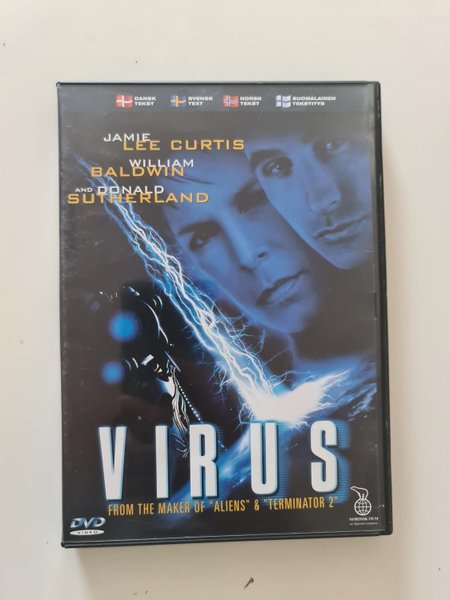 DANSK TEKST
SVENSK TEXT
NORSK TEKST
SUOMALAINEN TEKSTITYS
JAMIE
LEE CURTIS
WILLIAM
BALDWIN
AND DONALD
SUTHERLAND
VIRUS
FROM THE MAKER OF "ALIENS" & "TERMINATOR 2"
DVD
VIDEO
NORDISK FILM